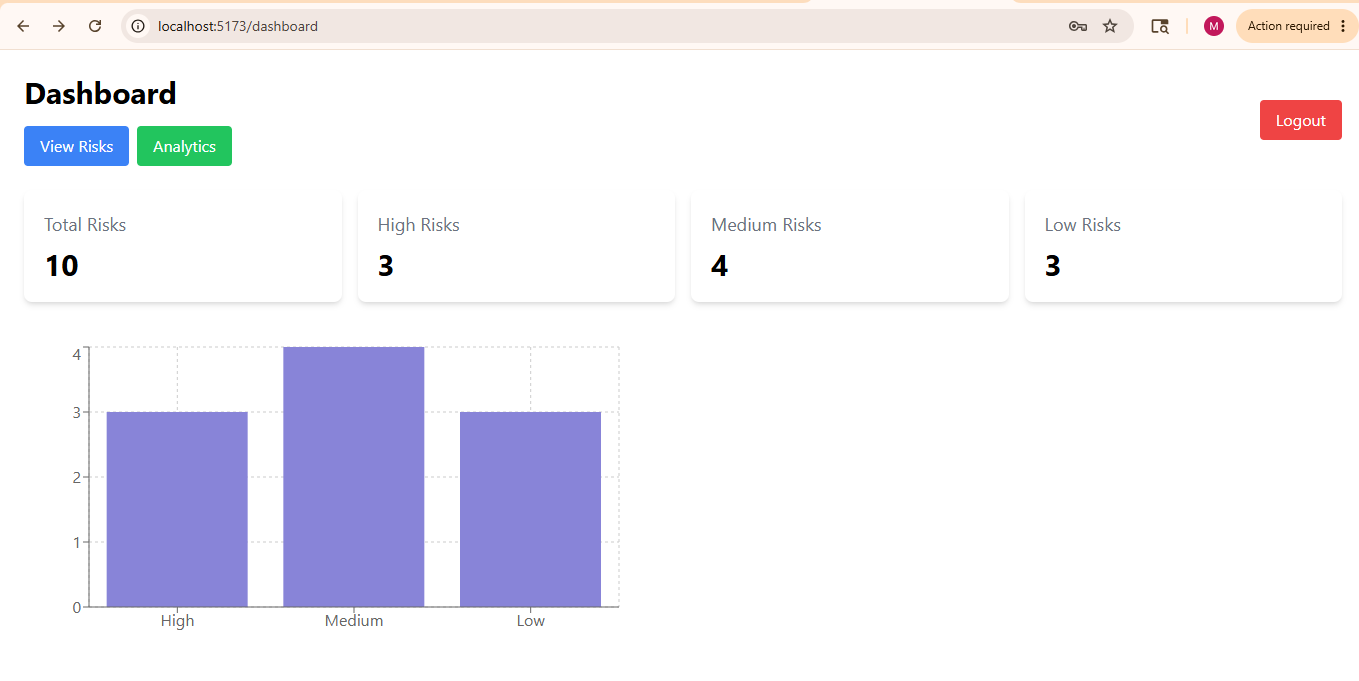 localhost:5173/dashboard
M
Action required
Dashboard
Logout
View Risks
Analytics
Total Risks
10
High Risks
3
Medium Risks
4
Low Risks
3
4
3
2
1
0
High
Medium
Low